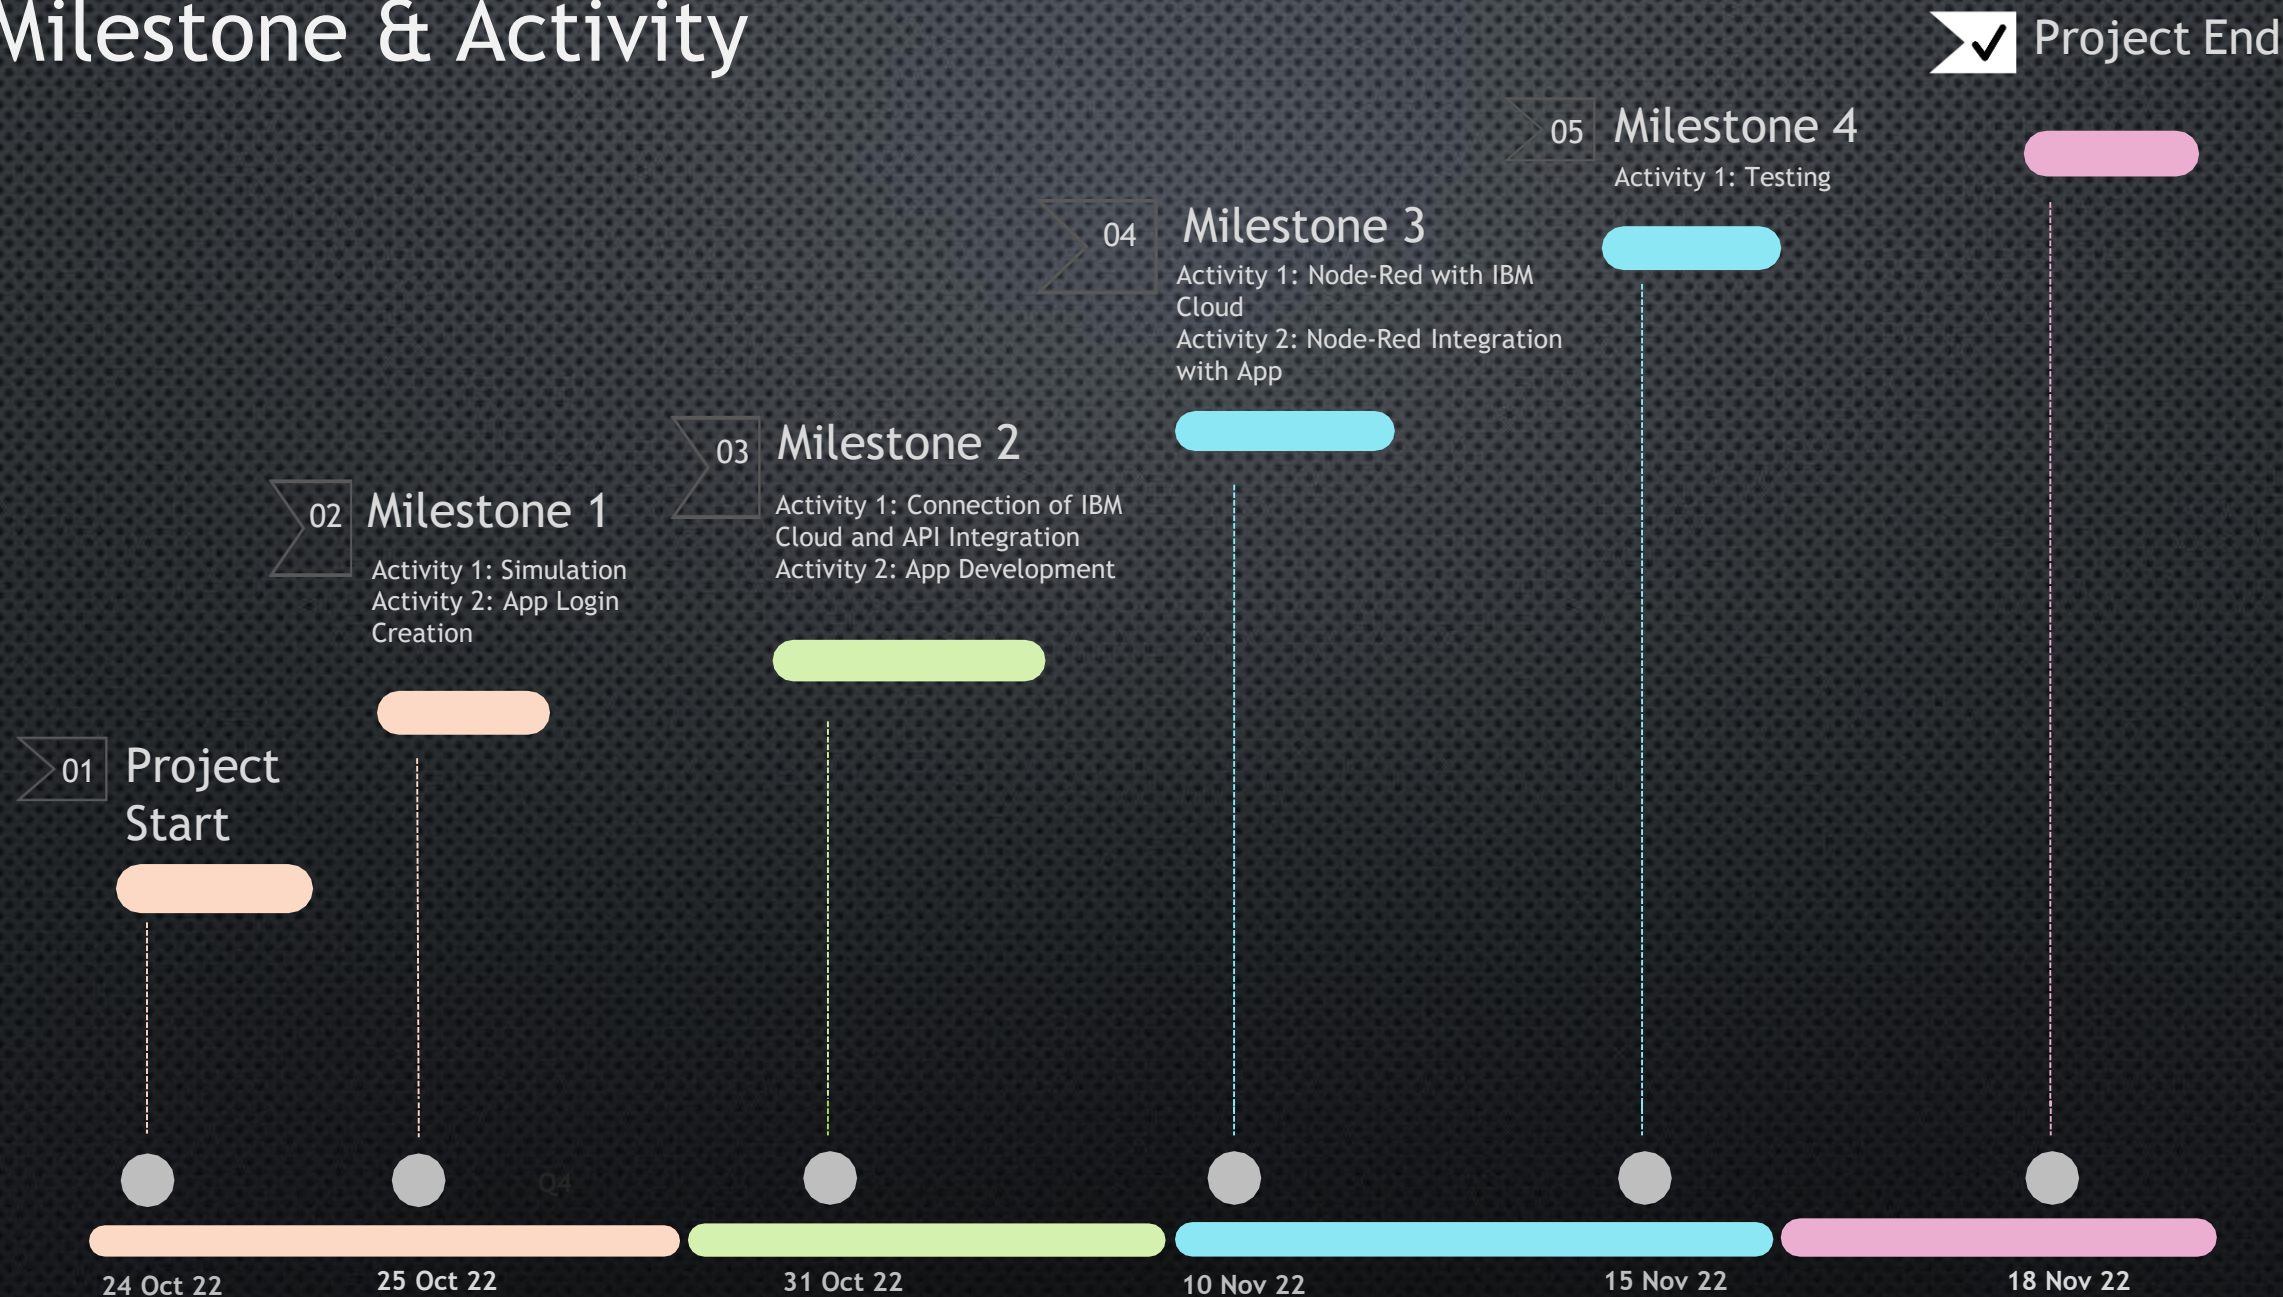 Milestone & Activity
Project End
05
Milestone 4
Activity 1: Testing
04
Milestone 3
Activity 1: Node-Red with IBM
Cloud
Activity 2: Node-Red Integration
with App
03
Milestone 2
Activity 1: Connection of IBM
Cloud and API Integration
Activity 2: App Development
02
Milestone 1
Activity 1: Simulation
Activity 2: App Login
Creation
01
Project
Start
Q4
24 Oct 22
25 Oct 22
31 Oct 22
10 Nov 22
15 Nov 22
18 Nov 22